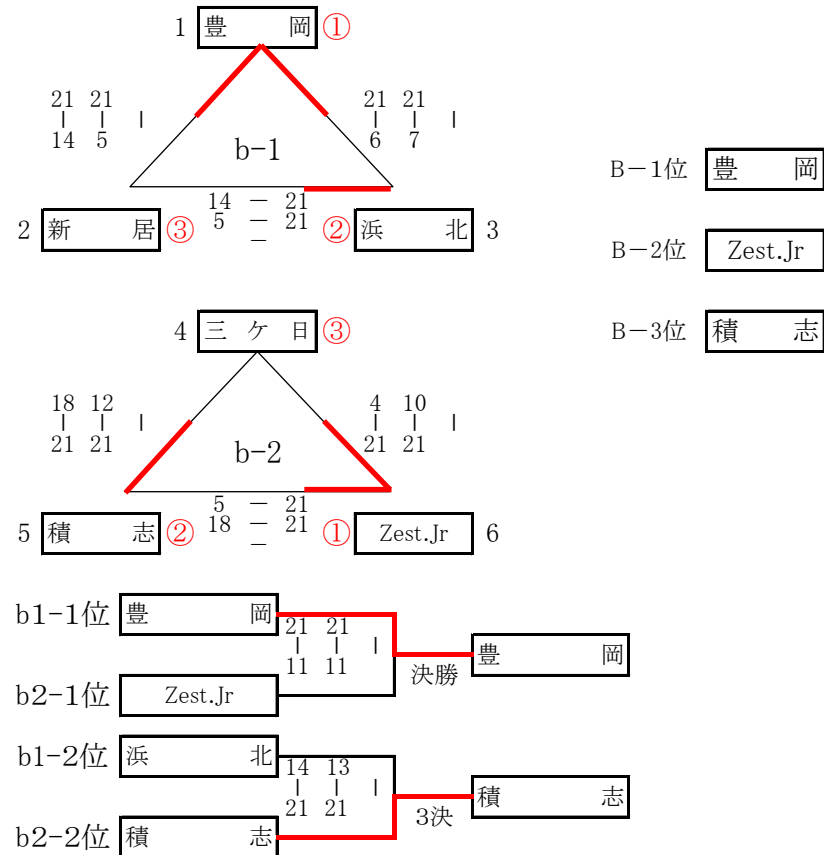 1 豊 岡 ①
21 21
| | |
14 5
21 21
| | |
6 7
b-1
14 － 21
5 － 21
－
2 新 居 ③
② 浜 北 3
B－1位 豊 岡
B－2位 Zest.Jr
B－3位 積 志
4 三 ケ 日 ③
18 12
| | |
21 21
4 10
| | |
21 21
b-2
5 － 21
18 － 21
－
5 積 志 ②
① Zest.Jr 6
b1-1位 豊 岡
21 21
| | |
11 11
決勝
豊 岡
b2-1位 Zest.Jr
b1-2位 浜 北
14 13
| | |
21 21
3決
積 志
b2-2位 積 志